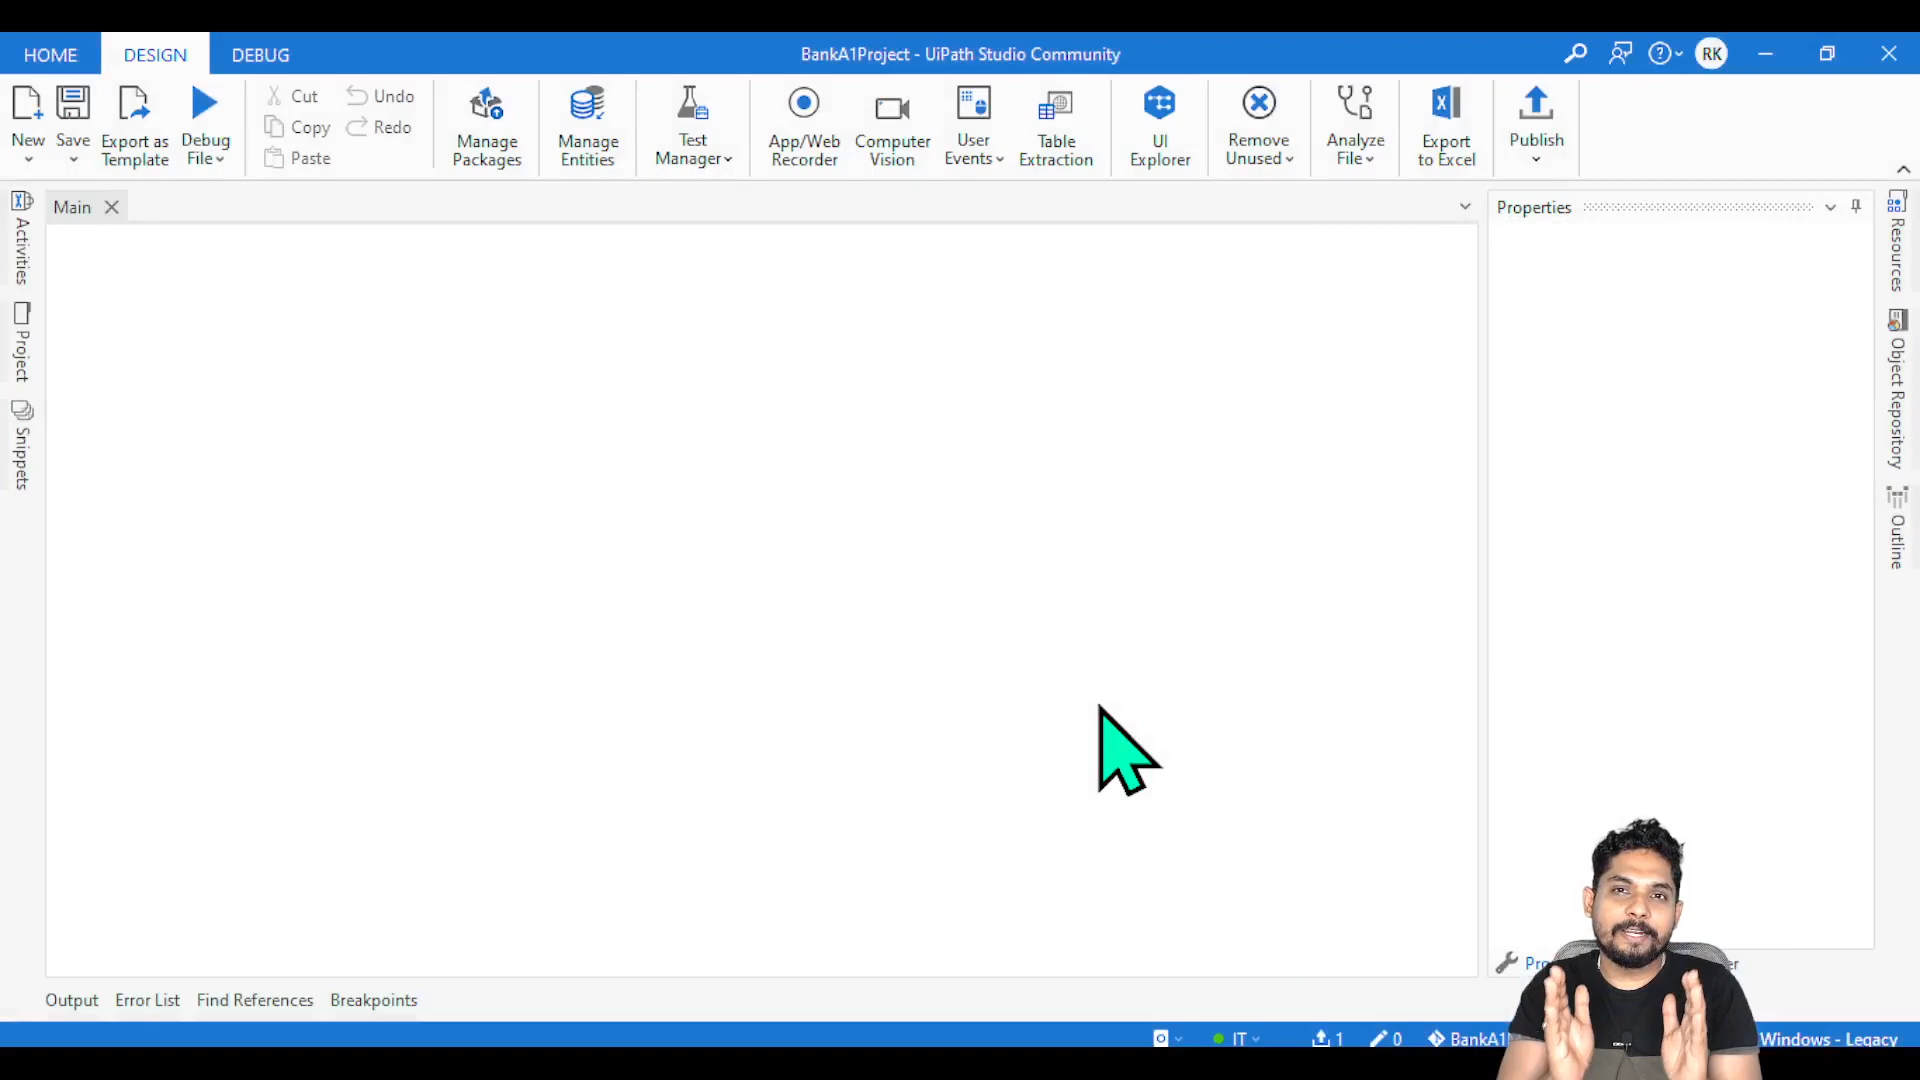 HOME DESIGN DEBUG BankA1Project - UiPath Studio Community RK
New Save Export as Template Debug File
Cut Undo
Copy Redo
Paste
Manage Packages
Manage Entities
Test Manager
App/Web Recorder
Computer Vision
User Events
Table Extraction
UI Explorer
Remove Unused
Analyze File
Export to Excel
Publish
Main
Properties
Activities
Project
Snippets
Resources
Object Repository
Outline
Output Error List Find References Breakpoints
IT 1 0 Windows - Legacy